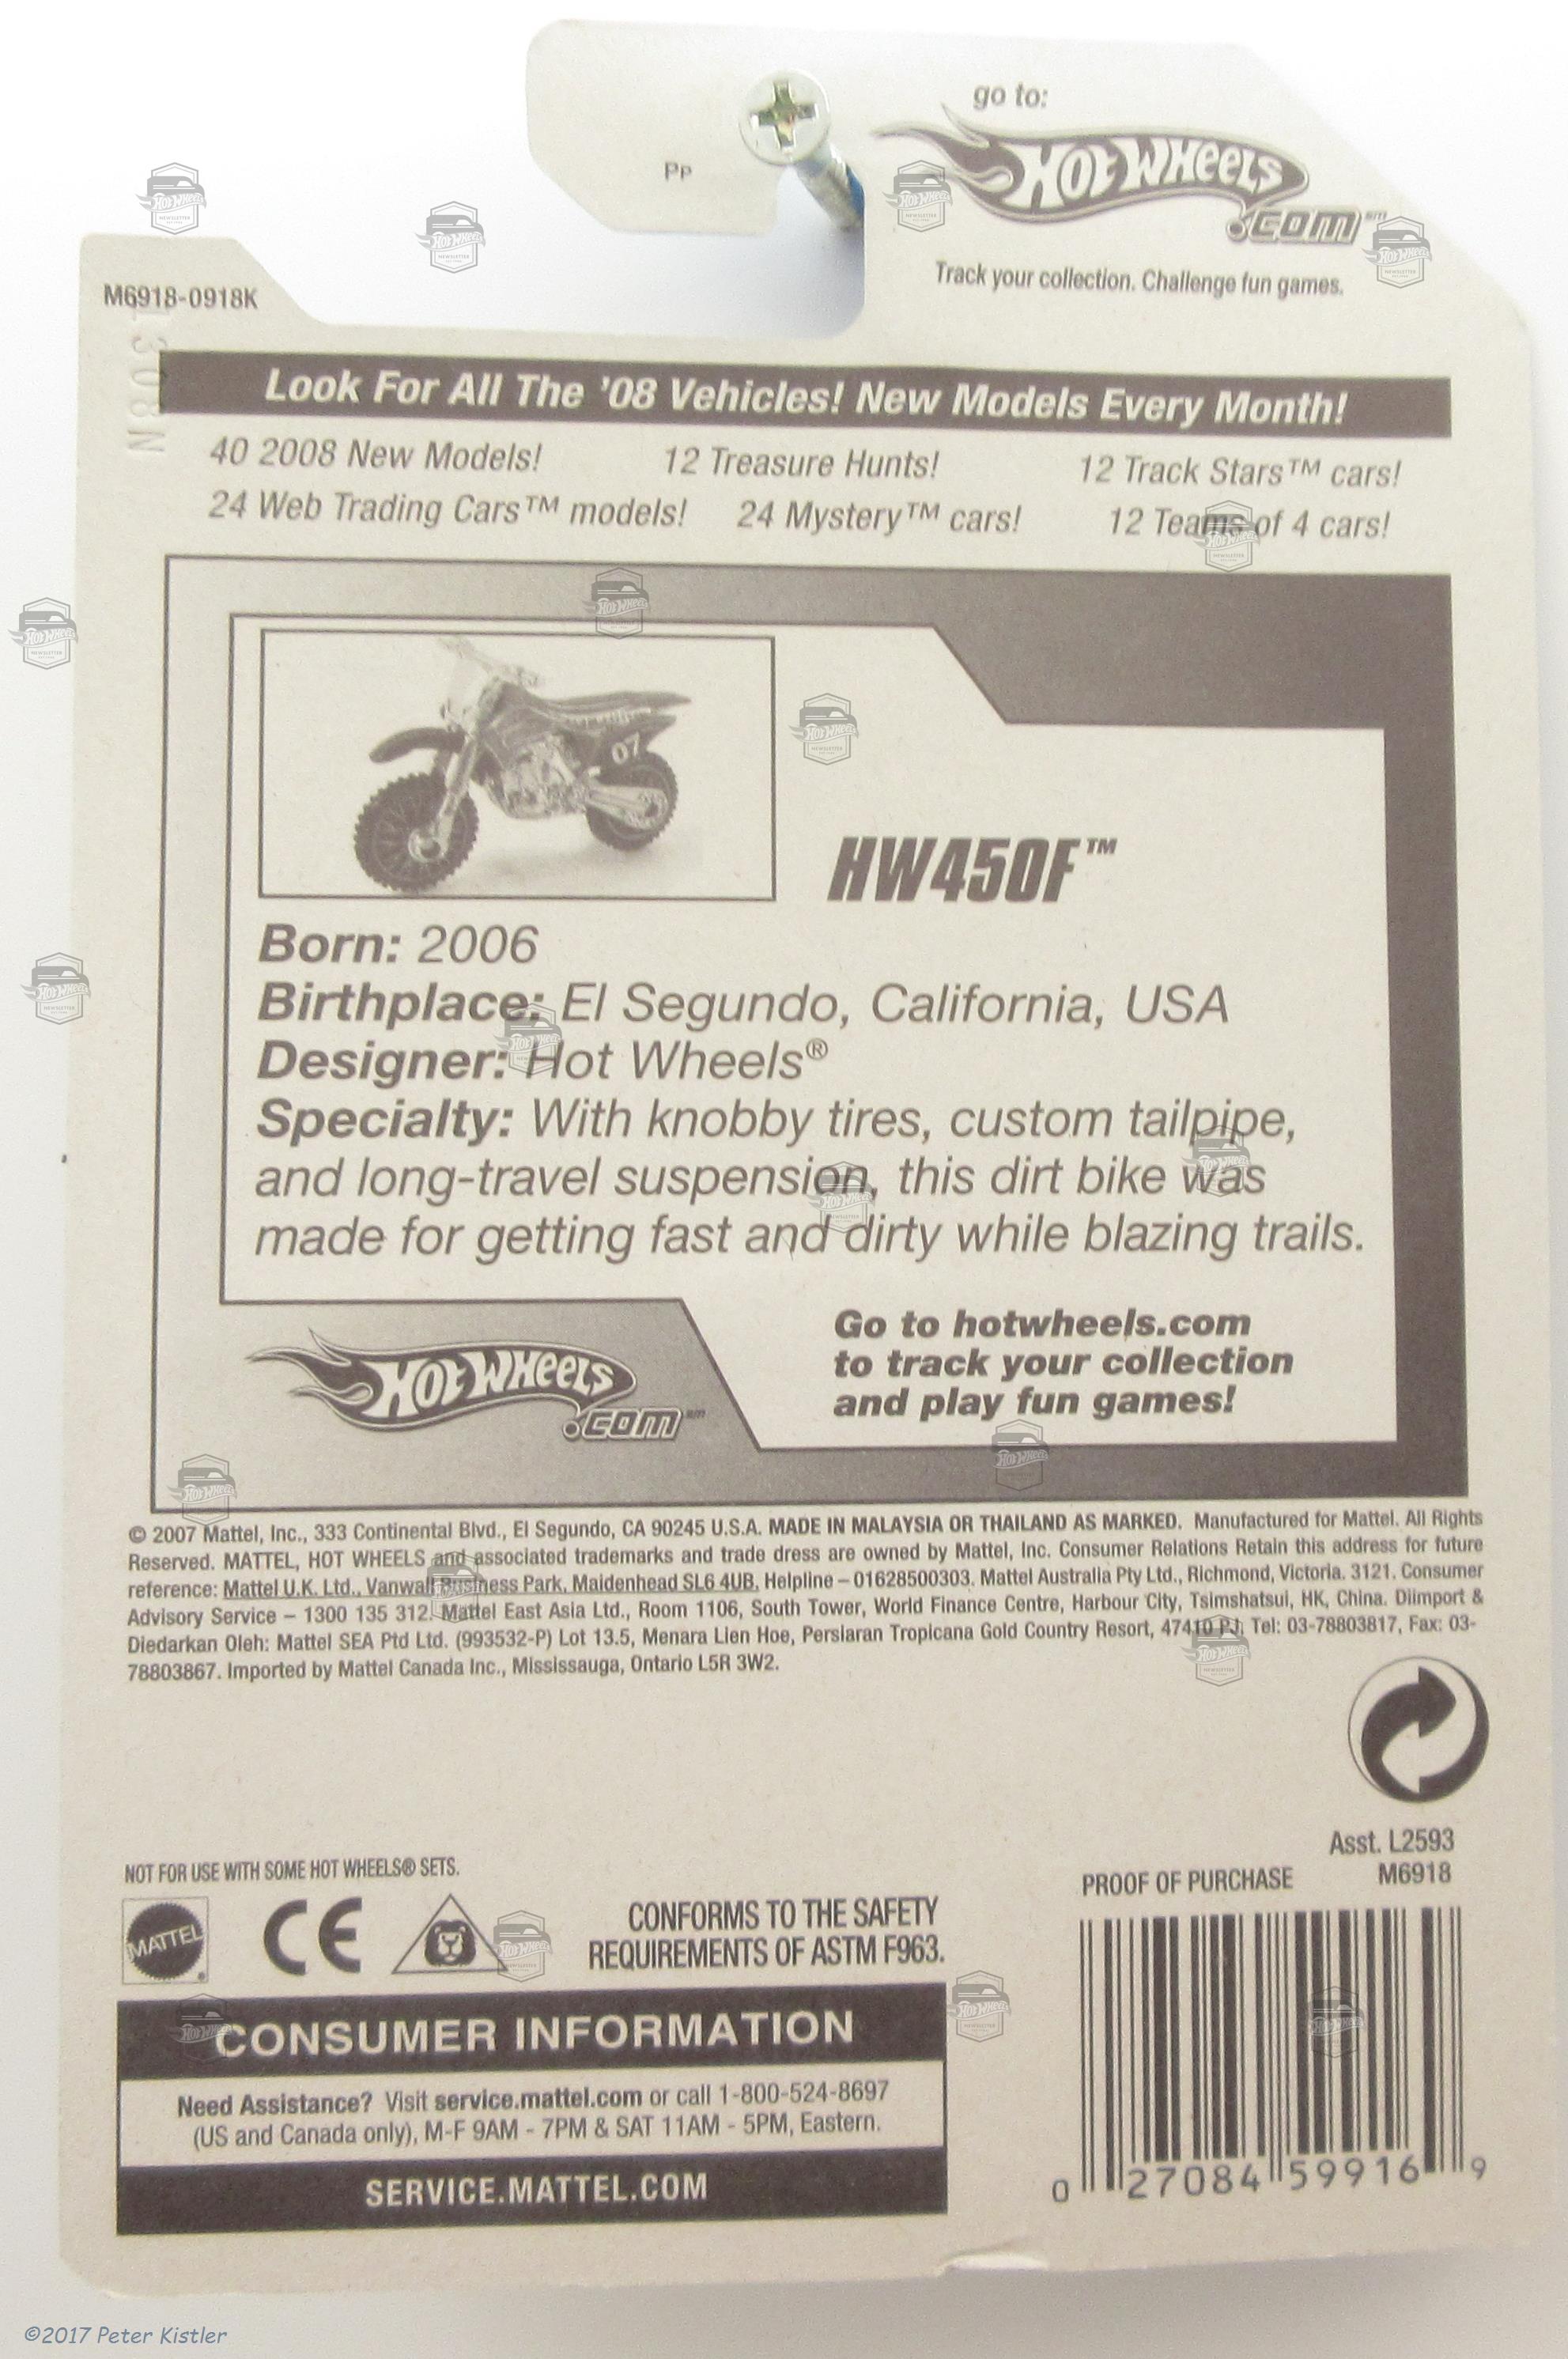 go to:
HOT WHEELS
.COM℠
Pp
Track your collection. Challenge fun games.
M6918-0918K
Look For All The '08 Vehicles! New Models Every Month!
40 2008 New Models! 12 Treasure Hunts! 12 Track Stars™ cars!
24 Web Trading Cars™ models! 24 Mystery™ cars! 12 Teams of 4 cars!
07
HW450F™
Born: 2006
Birthplace: El Segundo, California, USA
Designer: Hot Wheels®
Specialty: With knobby tires, custom tailpipe,
and long-travel suspension, this dirt bike was
made for getting fast and dirty while blazing trails.
HOT WHEELS
.COM℠
Go to hotwheels.com
to track your collection
and play fun games!
© 2007 Mattel, Inc., 333 Continental Blvd., El Segundo, CA 90245 U.S.A. MADE IN MALAYSIA OR THAILAND AS MARKED. Manufactured for Mattel. All Rights
Reserved. MATTEL, HOT WHEELS and associated trademarks and trade dress are owned by Mattel, Inc. Consumer Relations Retain this address for future
reference: Mattel U.K. Ltd., Vanwall Business Park, Maidenhead SL6 4UB, Helpline – 01628500303. Mattel Australia Pty Ltd., Richmond, Victoria. 3121. Consumer
Advisory Service – 1300 135 312. Mattel East Asia Ltd., Room 1106, South Tower, World Finance Centre, Harbour City, Tsimshatsui, HK, China. Diimport &
Diedarkan Oleh: Mattel SEA Ptd Ltd. (993532-P) Lot 13.5, Menara Lien Hoe, Persiaran Tropicana Gold Country Resort, 47410 PJ. Tel: 03-78803817, Fax: 03-
78803867. Imported by Mattel Canada Inc., Mississauga, Ontario L5R 3W2.
Asst. L2593
M6918
PROOF OF PURCHASE
NOT FOR USE WITH SOME HOT WHEELS® SETS.
MATTEL®
CE
CONFORMS TO THE SAFETY
REQUIREMENTS OF ASTM F963.
CONSUMER INFORMATION
Need Assistance? Visit service.mattel.com or call 1-800-524-8697
(US and Canada only), M-F 9AM - 7PM & SAT 11AM - 5PM, Eastern.
SERVICE.MATTEL.COM
0 27084 59916 9
©2017 Peter Kistler